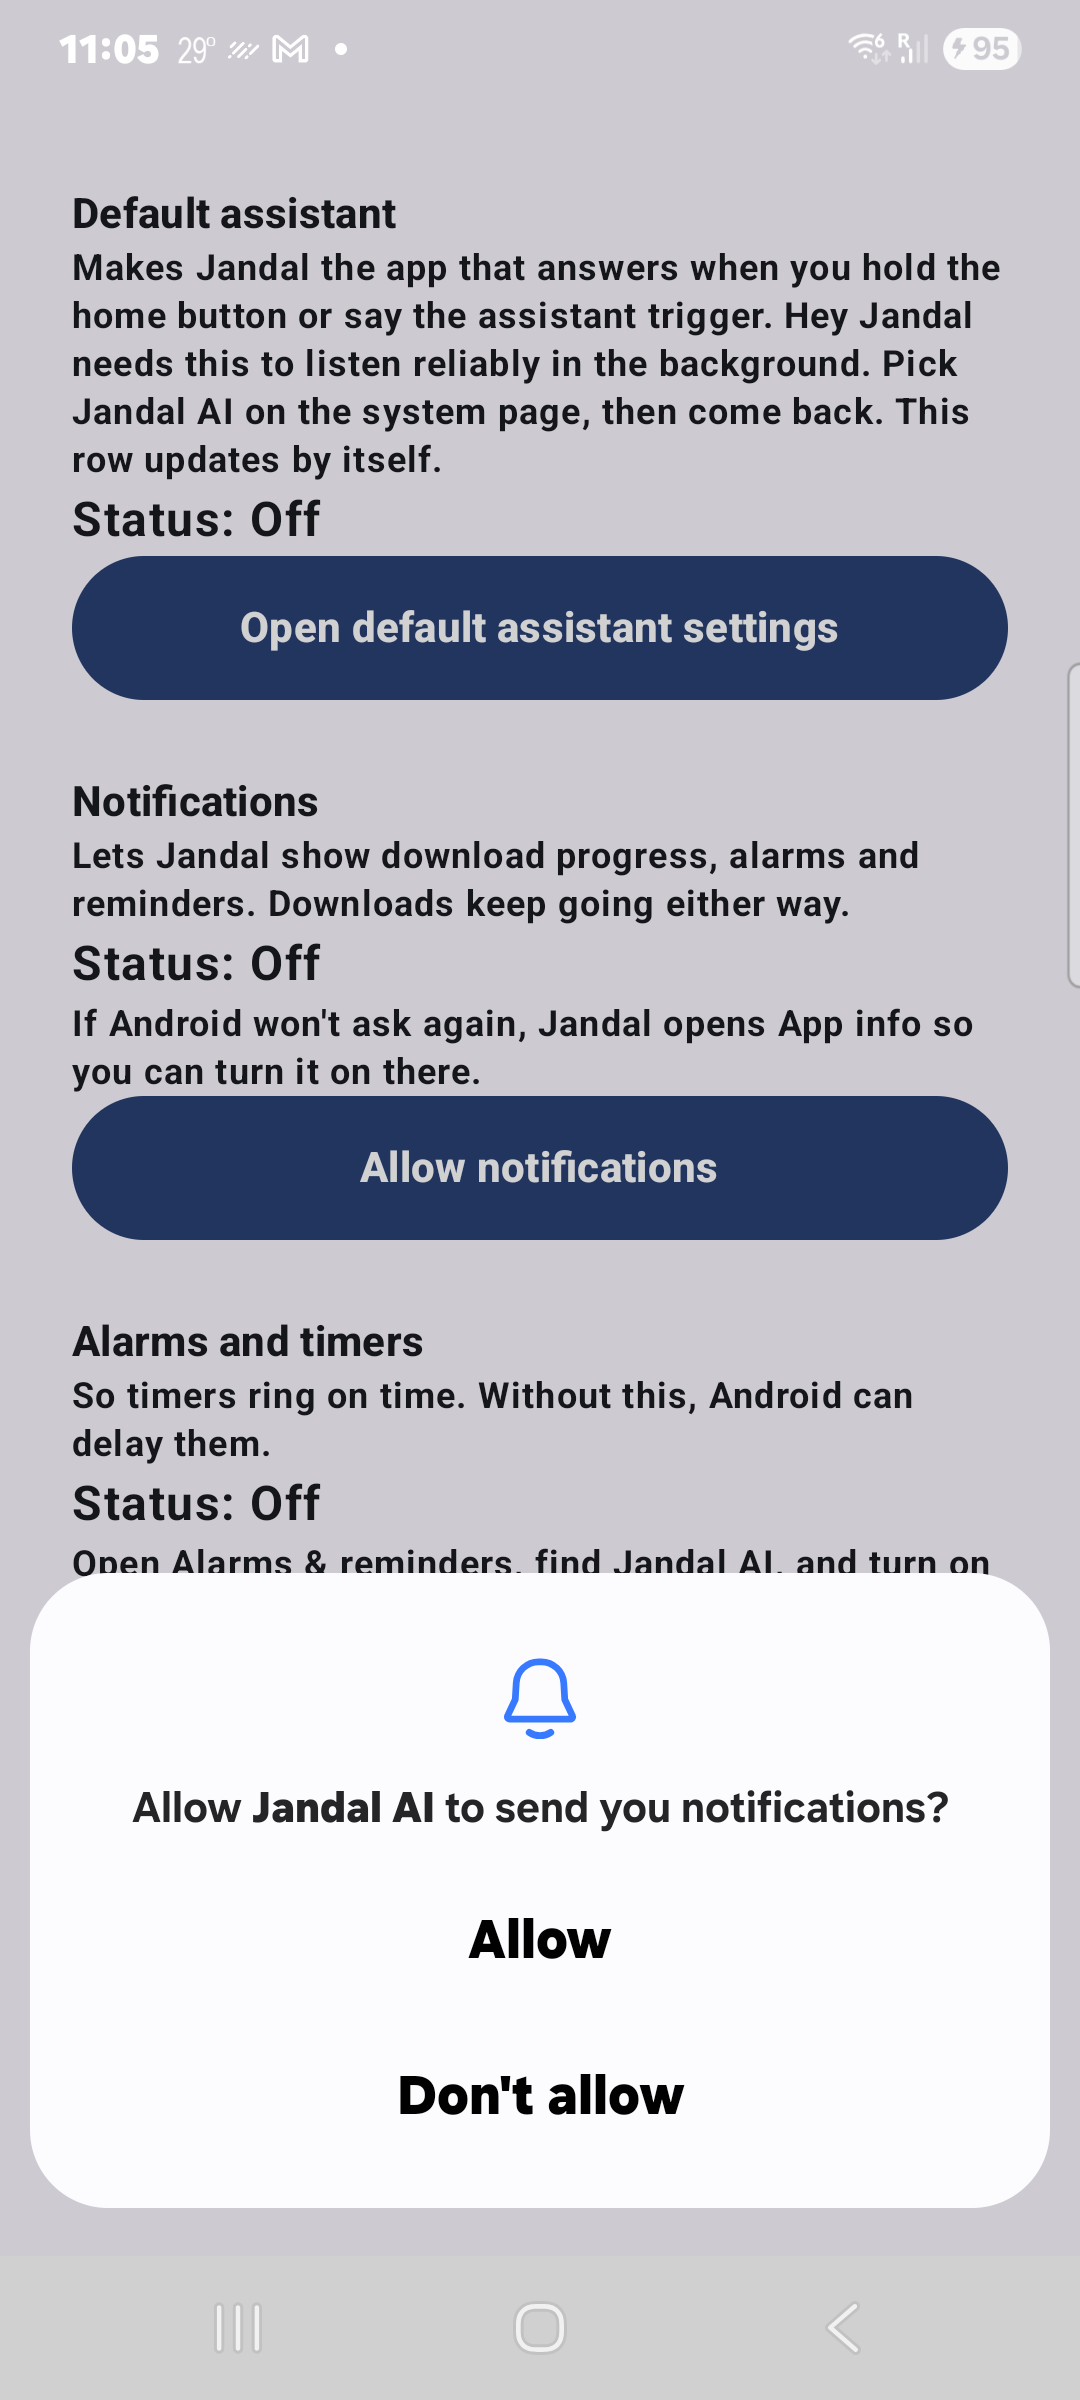 11:05 29° 6 R 95
Default assistant
Makes Jandal the app that answers when you hold the
home button or say the assistant trigger. Hey Jandal
needs this to listen reliably in the background. Pick
Jandal AI on the system page, then come back. This
row updates by itself.
Status: Off
Open default assistant settings
Notifications
Lets Jandal show download progress, alarms and
reminders. Downloads keep going either way.
Status: Off
If Android won't ask again, Jandal opens App info so
you can turn it on there.
Allow notifications
Alarms and timers
So timers ring on time. Without this, Android can
delay them.
Status: Off
Open Alarms & reminders, find Jandal AI, and turn on
Allow Jandal AI to send you notifications?
Allow
Don't allow